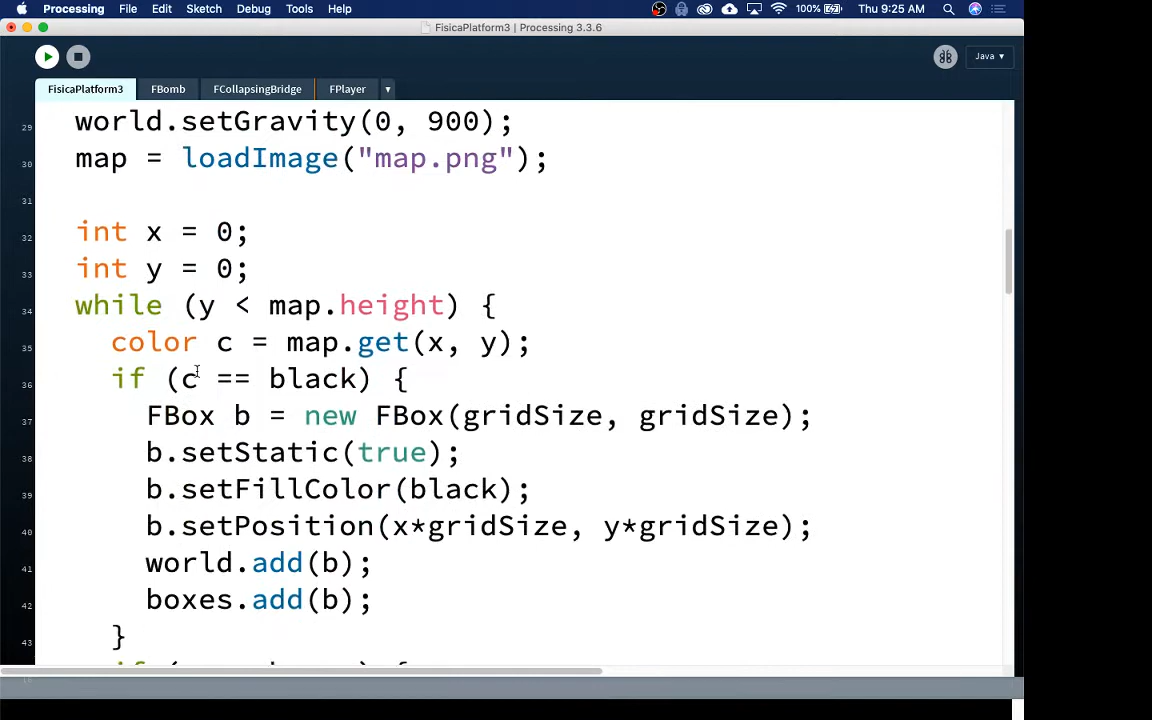 Processing File Edit Sketch Debug Tools Help 100% Thu 9:25 AM
FisicaPlatform3 | Processing 3.3.6
Java ▾
FisicaPlatform3 FBomb FCollapsingBridge FPlayer ▾
29 world.setGravity(0, 900);
30 map = loadImage("map.png");
31
32 int x = 0;
33 int y = 0;
34 while (y < map.height) {
35 color c = map.get(x, y);
36 if (c == black) {
37 FBox b = new FBox(gridSize, gridSize);
38 b.setStatic(true);
39 b.setFillColor(black);
40 b.setPosition(x*gridSize, y*gridSize);
41 world.add(b);
42 boxes.add(b);
43 }